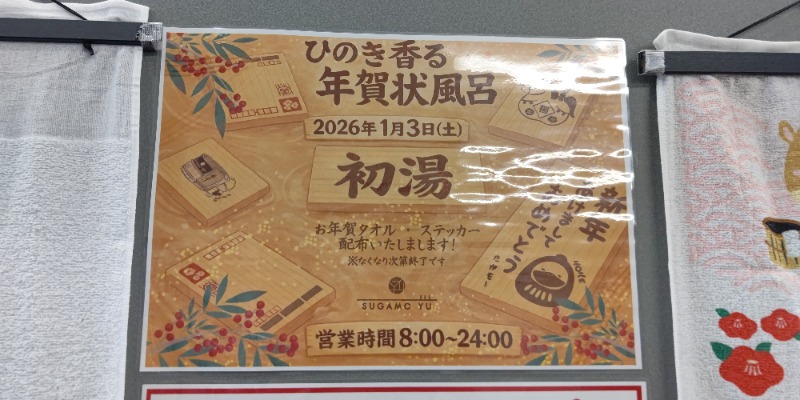 ひのき香る
年賀状風呂
2026年1月3日(土)
初湯
お年賀タオル ・ ステッカー
配布いたしまします!
※なくなり次第終了です
SUGAMO YU
営業時間8:00~24:00
新年
あけまして
おめでとう